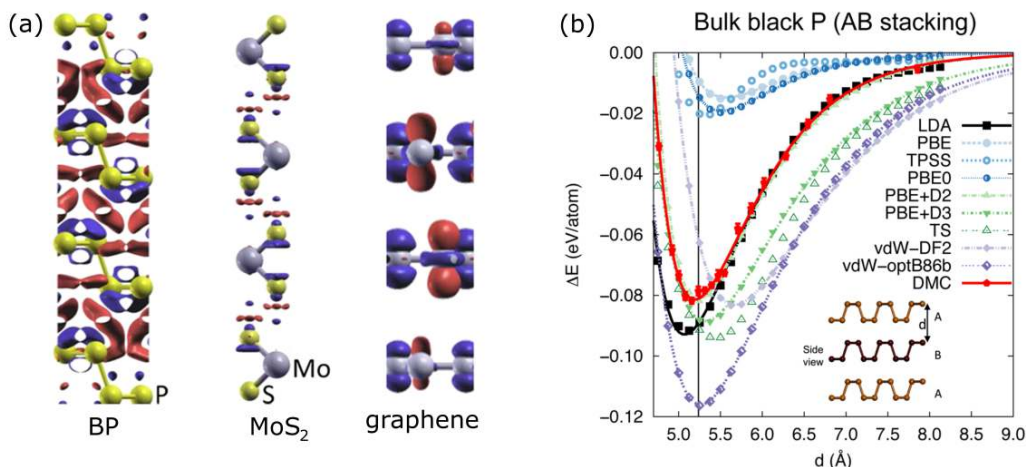 (a)
P
BP
Mo
S
MoS₂
graphene
(b)
Bulk black P (AB stacking)
ΔE (eV/atom)
0.00
−0.02
−0.04
−0.06
−0.08
−0.10
−0.12
LDA
PBE
TPSS
PBE0
PBE+D2
PBE+D3
TS
vdW−DF2
vdW−optB86b
DMC
A
d
Side
view
B
A
5.0 5.5 6.0 6.5 7.0 7.5 8.0 8.5 9.0
d (Å)